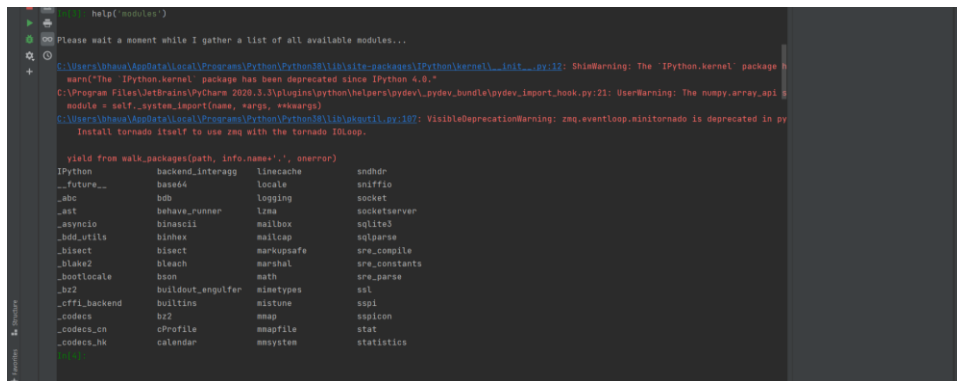 In[3]: help('modules')
Please wait a moment while I gather a list of all available modules...
C:\Users\bhaua\AppData\Local\Programs\Python\Python38\lib\site-packages\IPython\kernel\__init__.py:12: ShimWarning: The `IPython.kernel` package h
warn("The `IPython.kernel` package has been deprecated since IPython 4.0."
C:\Program Files\JetBrains\PyCharm 2020.3.3\plugins\python\helpers\pydev\_pydev_bundle\pydev_import_hook.py:21: UserWarning: The numpy.array_api s
module = self._system_import(name, *args, **kwargs)
C:\Users\bhaua\AppData\Local\Programs\Python\Python38\lib\pkgutil.py:107: VisibleDeprecationWarning: zmq.eventloop.minitornado is deprecated in py
Install tornado itself to use zmq with the tornado IOLoop.
yield from walk_packages(path, info.name+'.', onerror)
IPython backend_interagg linecache sndhdr
__future__ base64 locale sniffio
_abc bdb logging socket
_ast behave_runner lzma socketserver
_asyncio binascii mailbox sqlite3
_bdd_utils binhex mailcap sqlparse
_bisect bisect markupsafe sre_compile
_blake2 bleach marshal sre_constants
_bootlocale bson math sre_parse
_bz2 buildout_engulfer mimetypes ssl
_cffi_backend builtins mistune sspi
_codecs bz2 mmap sspicon
_codecs_cn cProfile mmapfile stat
_codecs_hk calendar mmsystem statistics
In[4]:
Structure
Favorites